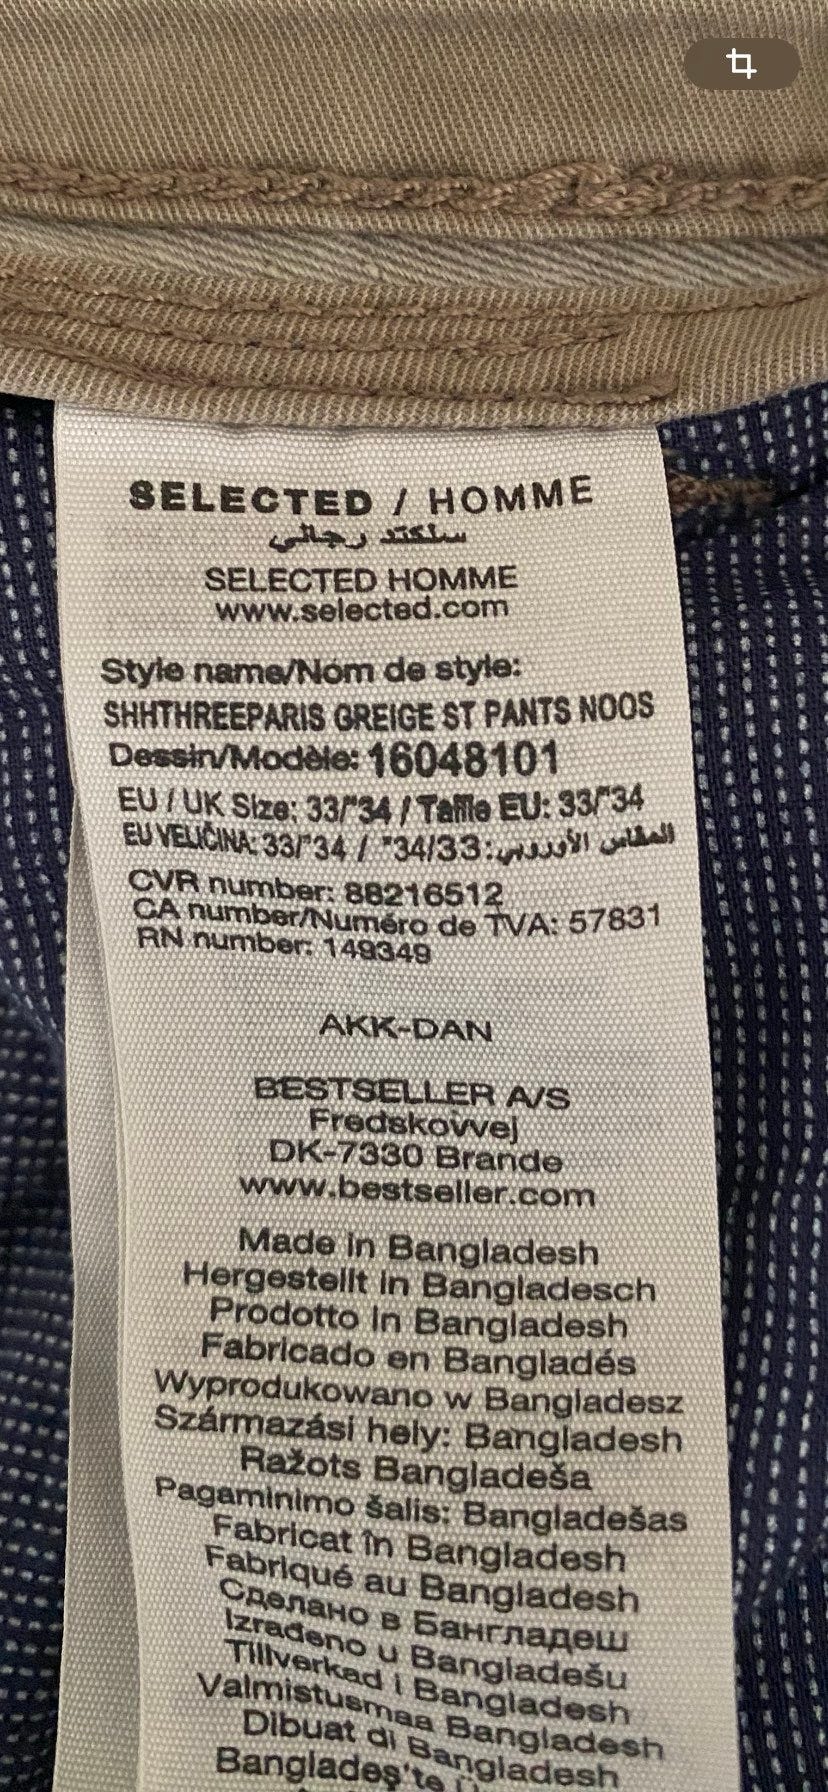 SELECTED / HOMME
سلكتد رجالي
SELECTED HOMME
www.selected.com
Style name/Nom de style:
SHHTHREEPARIS GREIGE ST PANTS NOOS
Dessin/Modèle: 16048101
EU / UK Size: 33/"34 / Taille EU: 33/"34
EU VELIČINA: 33/"34 / "34/33:المقاس الأوروبي
CVR number: 88216512
CA number/Numéro de TVA: 57831
RN number: 149349
AKK-DAN
BESTSELLER A/S
Fredskovvej
DK-7330 Brande
www.bestseller.com
Made in Bangladesh
Hergestellt in Bangladesch
Prodotto in Bangladesh
Fabricado en Bangladés
Wyprodukowano w Bangladesz
Származási hely: Bangladesh
Ražots Bangladeša
Pagaminimo šalis: Bangladešas
Fabricat în Bangladesh
Fabriqué au Bangladesh
Сделано в Бангладеш
Izrađeno u Bangladešu
Tillverkad i Bangladesh
Valmistusmaa Bangladesh
Dibuat di Bangladesh
Bangladeş'te